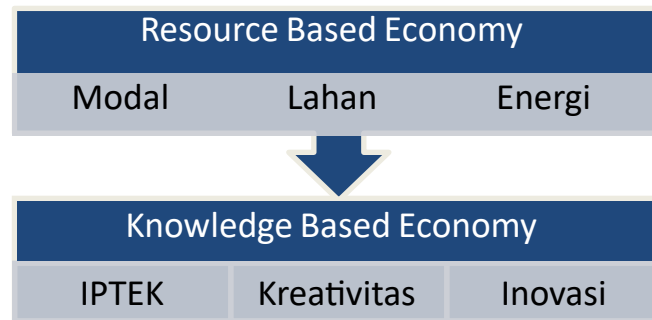 Resource Based Economy
Modal Lahan Energi
Knowledge Based Economy
IPTEK Kreativitas Inovasi